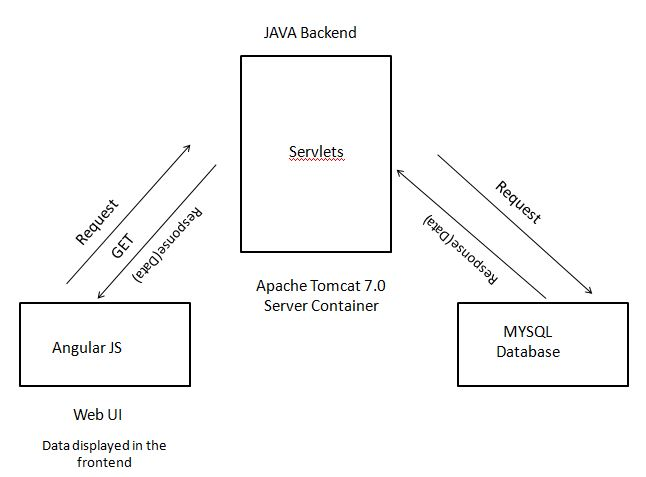 JAVA Backend
Servlets
Request
GET
Response(Data)
Request
Response(Data)
Apache Tomcat 7.0
Server Container
Angular JS
MYSQL
Database
Web UI
Data displayed in the
frontend